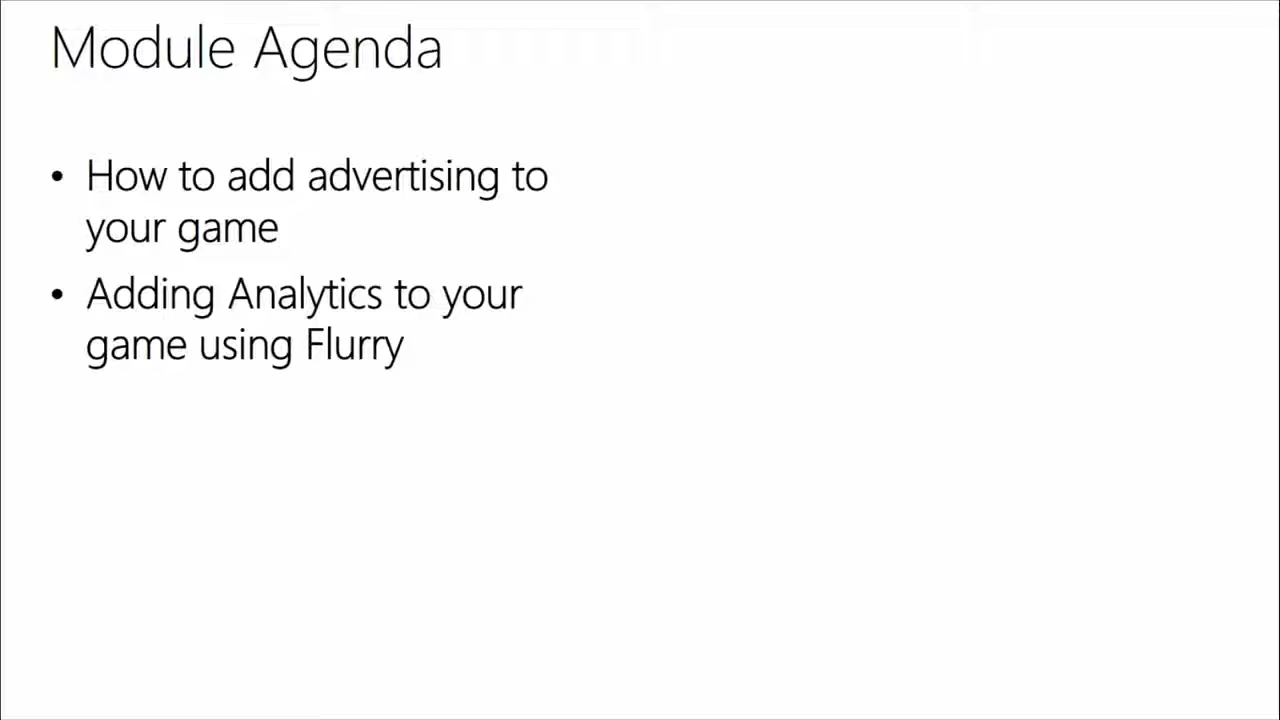 Module Agenda
• How to add advertising to
your game
• Adding Analytics to your
game using Flurry